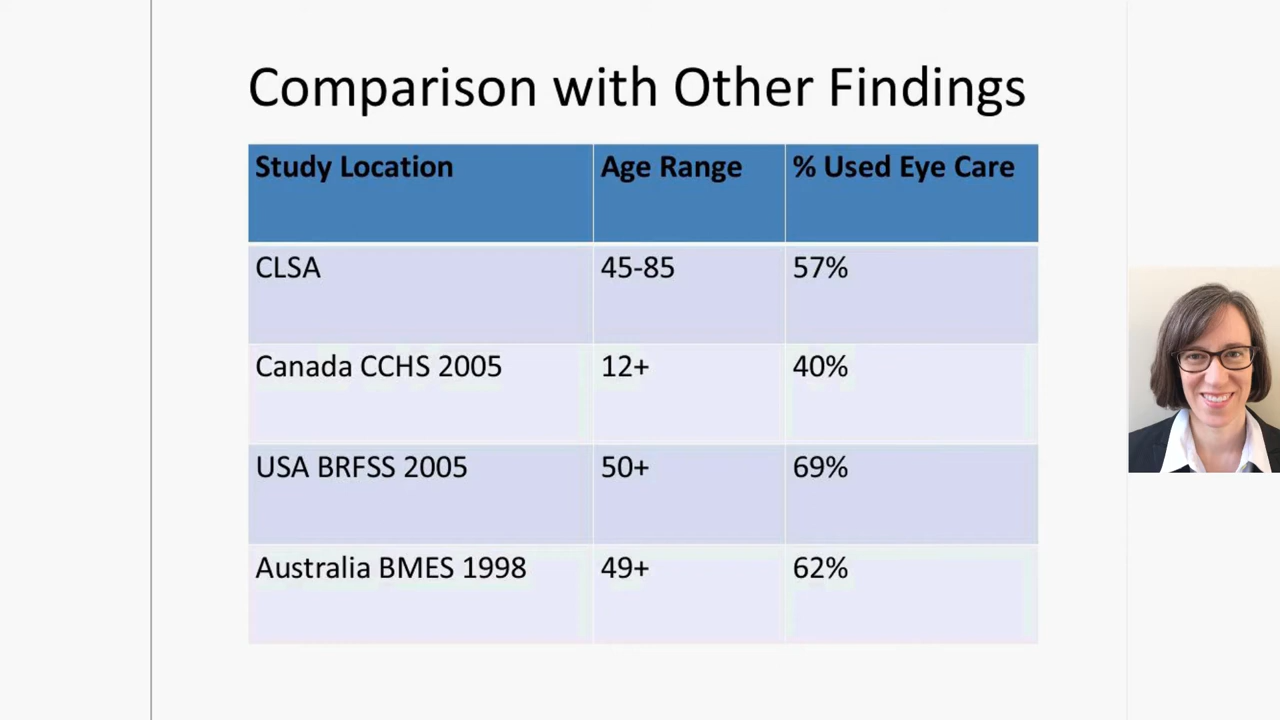 Comparison with Other Findings
Study Location Age Range % Used Eye Care
CLSA 45-85 57%
Canada CCHS 2005 12+ 40%
USA BRFSS 2005 50+ 69%
Australia BMES 1998 49+ 62%